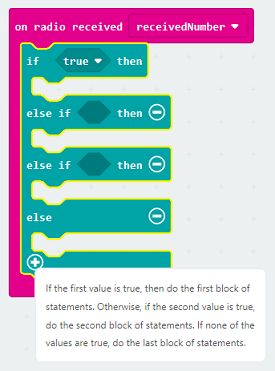 on radio received receivedNumber
if true then
else if then
else if then
else
If the first value is true, then do the first block of
statements. Otherwise, if the second value is true,
do the second block of statements. If none of the
values are true, do the last block of statements.